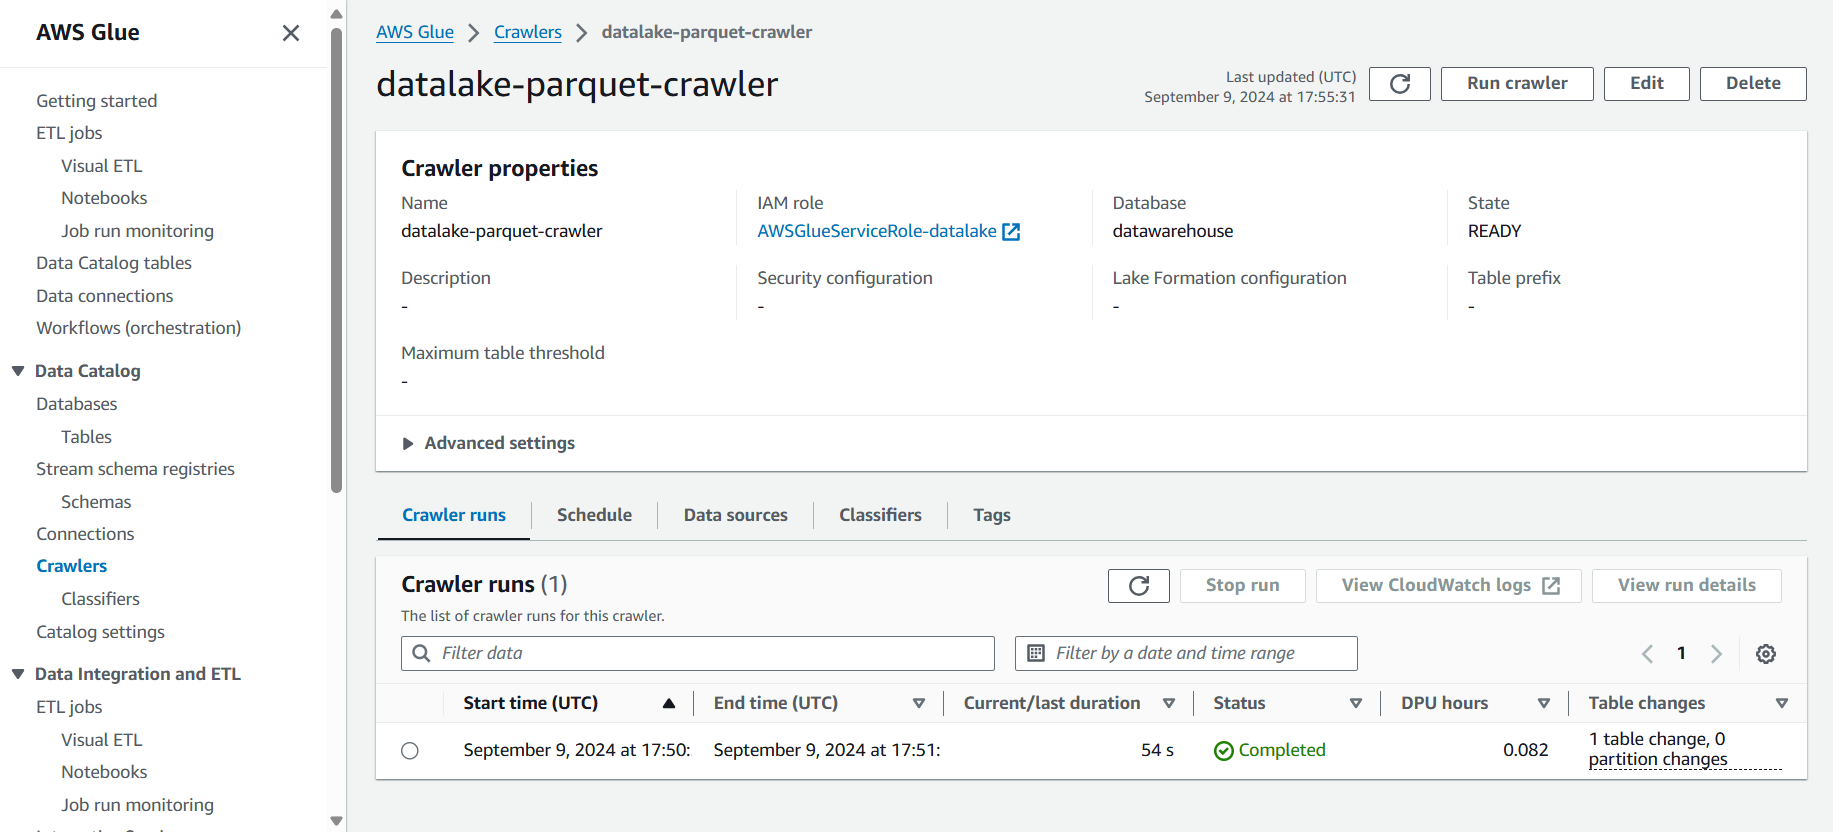 AWS Glue
Getting started
ETL jobs
Visual ETL
Notebooks
Job run monitoring
Data Catalog tables
Data connections
Workflows (orchestration)
Data Catalog
Databases
Tables
Stream schema registries
Schemas
Connections
Crawlers
Classifiers
Catalog settings
Data Integration and ETL
ETL jobs
Visual ETL
Notebooks
Job run monitoring
AWS Glue > Crawlers > datalake-parquet-crawler
datalake-parquet-crawler
Last updated (UTC)
September 9, 2024 at 17:55:31
Run crawler Edit Delete
Crawler properties
Name IAM role Database State
datalake-parquet-crawler AWSGlueServiceRole-datalake datawarehouse READY
Description Security configuration Lake Formation configuration Table prefix
- - - -
Maximum table threshold
-
Advanced settings
Crawler runs Schedule Data sources Classifiers Tags
Crawler runs (1)
The list of crawler runs for this crawler.
Stop run View CloudWatch logs View run details
Filter data Filter by a date and time range 1
Start time (UTC) End time (UTC) Current/last duration Status DPU hours Table changes
September 9, 2024 at 17:50: September 9, 2024 at 17:51: 54 s Completed 0.082 1 table change, 0
partition changes